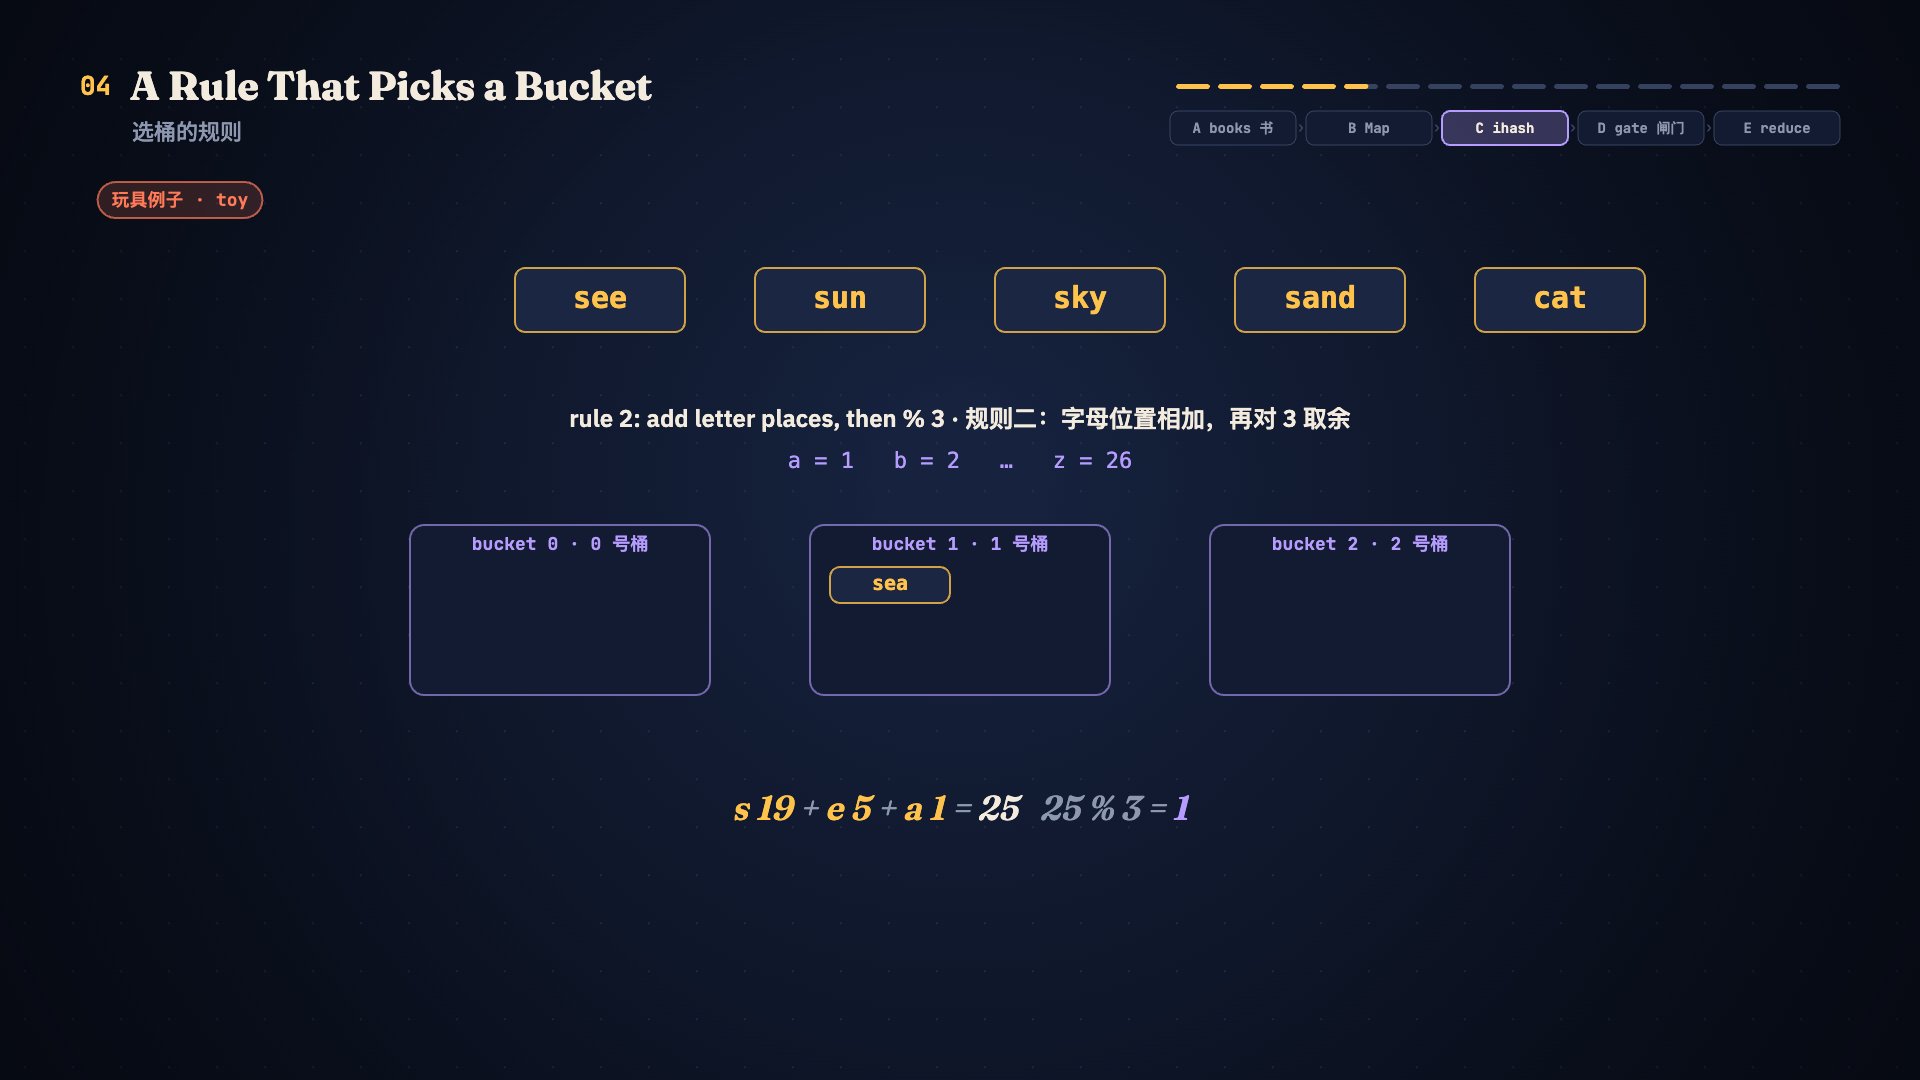 04 A Rule That Picks a Bucket
选桶的规则
A books 书 › B Map › C ihash › D gate 闸门 › E reduce
玩具例子 · toy
see sun sky sand cat
rule 2: add letter places, then % 3 · 规则二：字母位置相加，再对 3 取余
a = 1 b = 2 … z = 26
bucket 0 · 0 号桶 bucket 1 · 1 号桶 bucket 2 · 2 号桶
sea
s 19 + e 5 + a 1 = 25 25 % 3 = 1